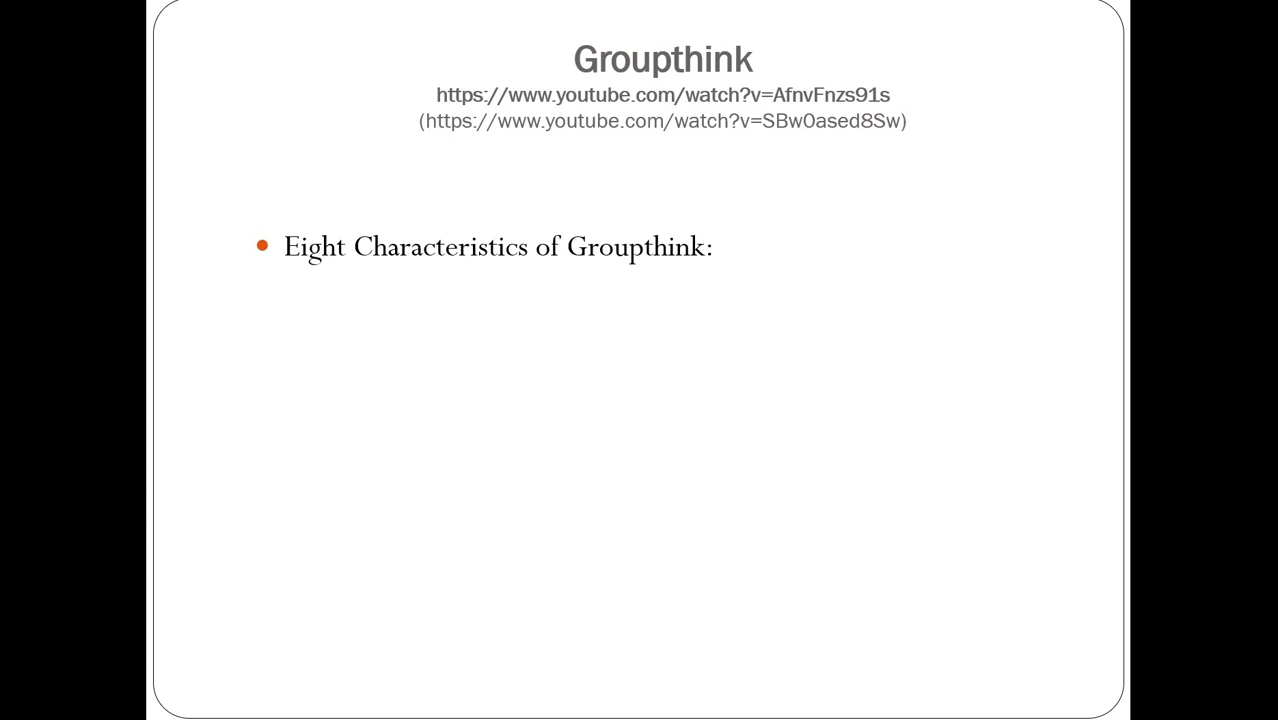 Groupthink
https://www.youtube.com/watch?v=AfnvFnzs91s
(https://www.youtube.com/watch?v=SBw0ased8Sw)
• Eight Characteristics of Groupthink: